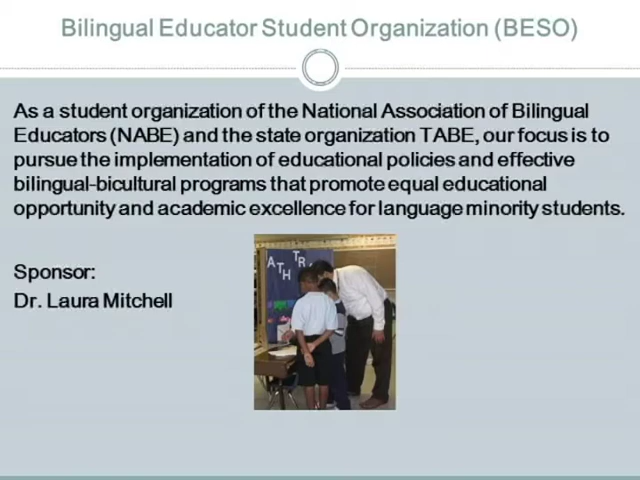 Bilingual Educator Student Organization (BESO)
As a student organization of the National Association of Bilingual
Educators (NABE) and the state organization TABE, our focus is to
pursue the implementation of educational policies and effective
bilingual-bicultural programs that promote equal educational
opportunity and academic excellence for language minority students.
Sponsor:
Dr. Laura Mitchell